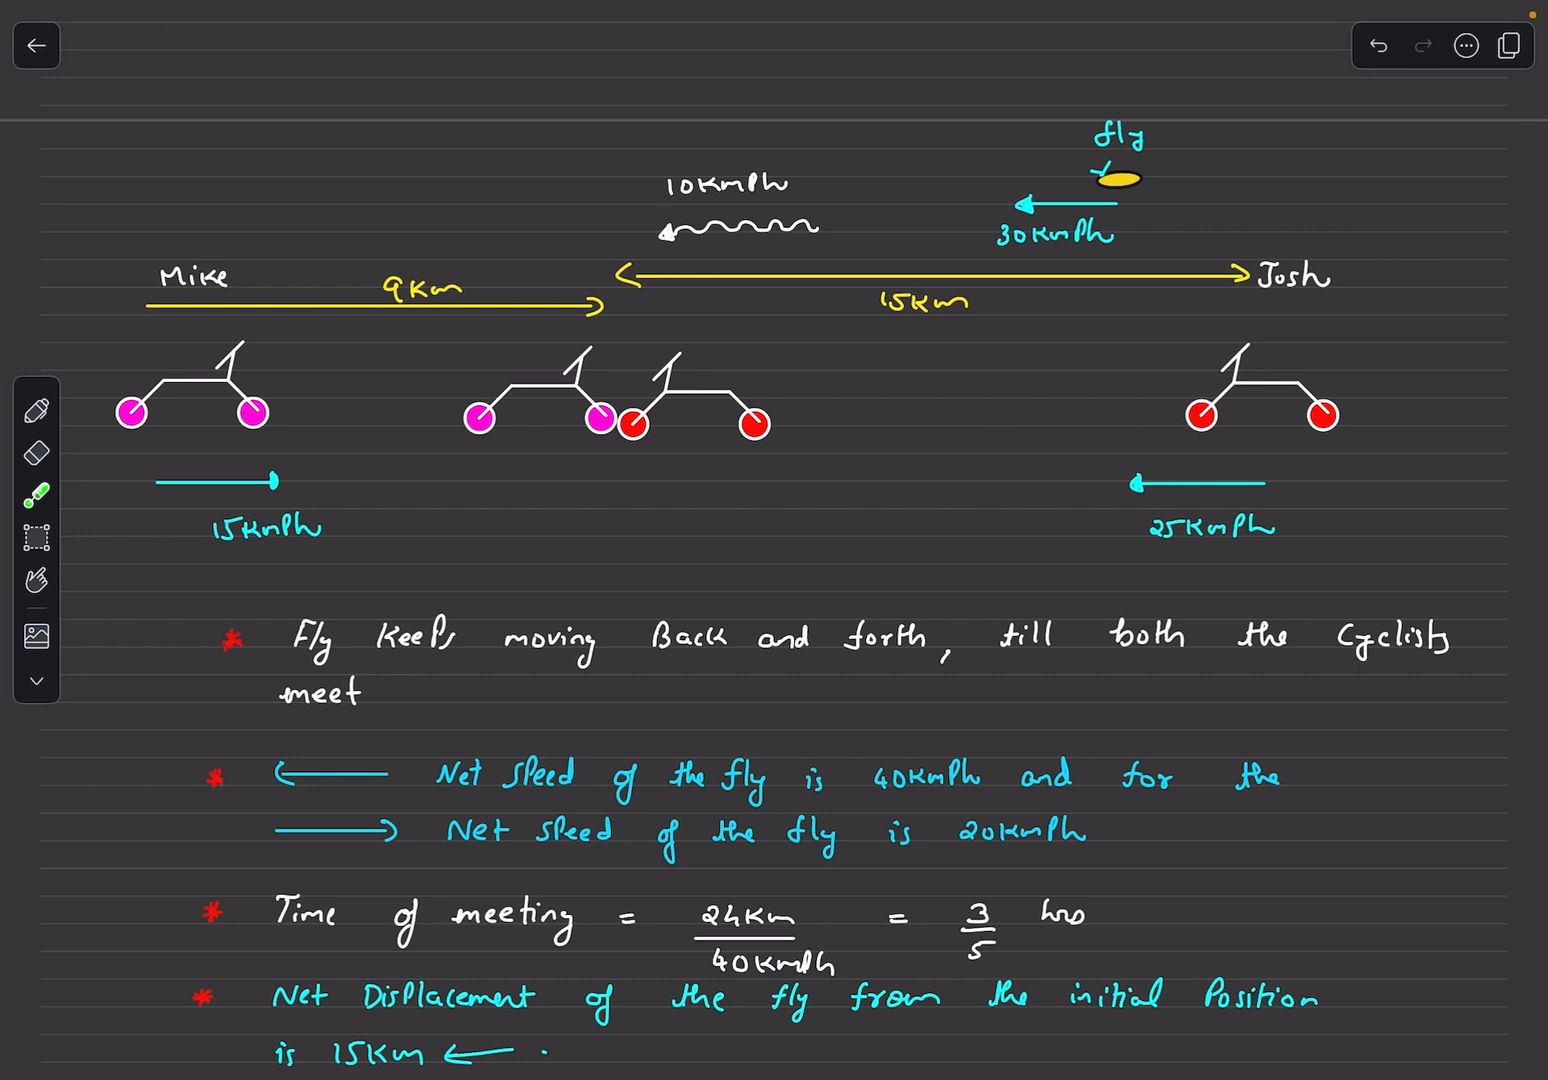 fly
10KmPh
30KmPh
Mike
9Km
15Km
Josh
15KmPh
25KmPh
* Fly Keeps moving Back and forth, till both the Cyclists
meet
* ← Net Speed of the fly is 40KmPh and for the
→ Net speed of the fly is 20KmPh
* Time of meeting = 24Km / 40KmPh = 3/5 hrs
* Net Displacement of the fly from the initial Position
is 15Km ← .